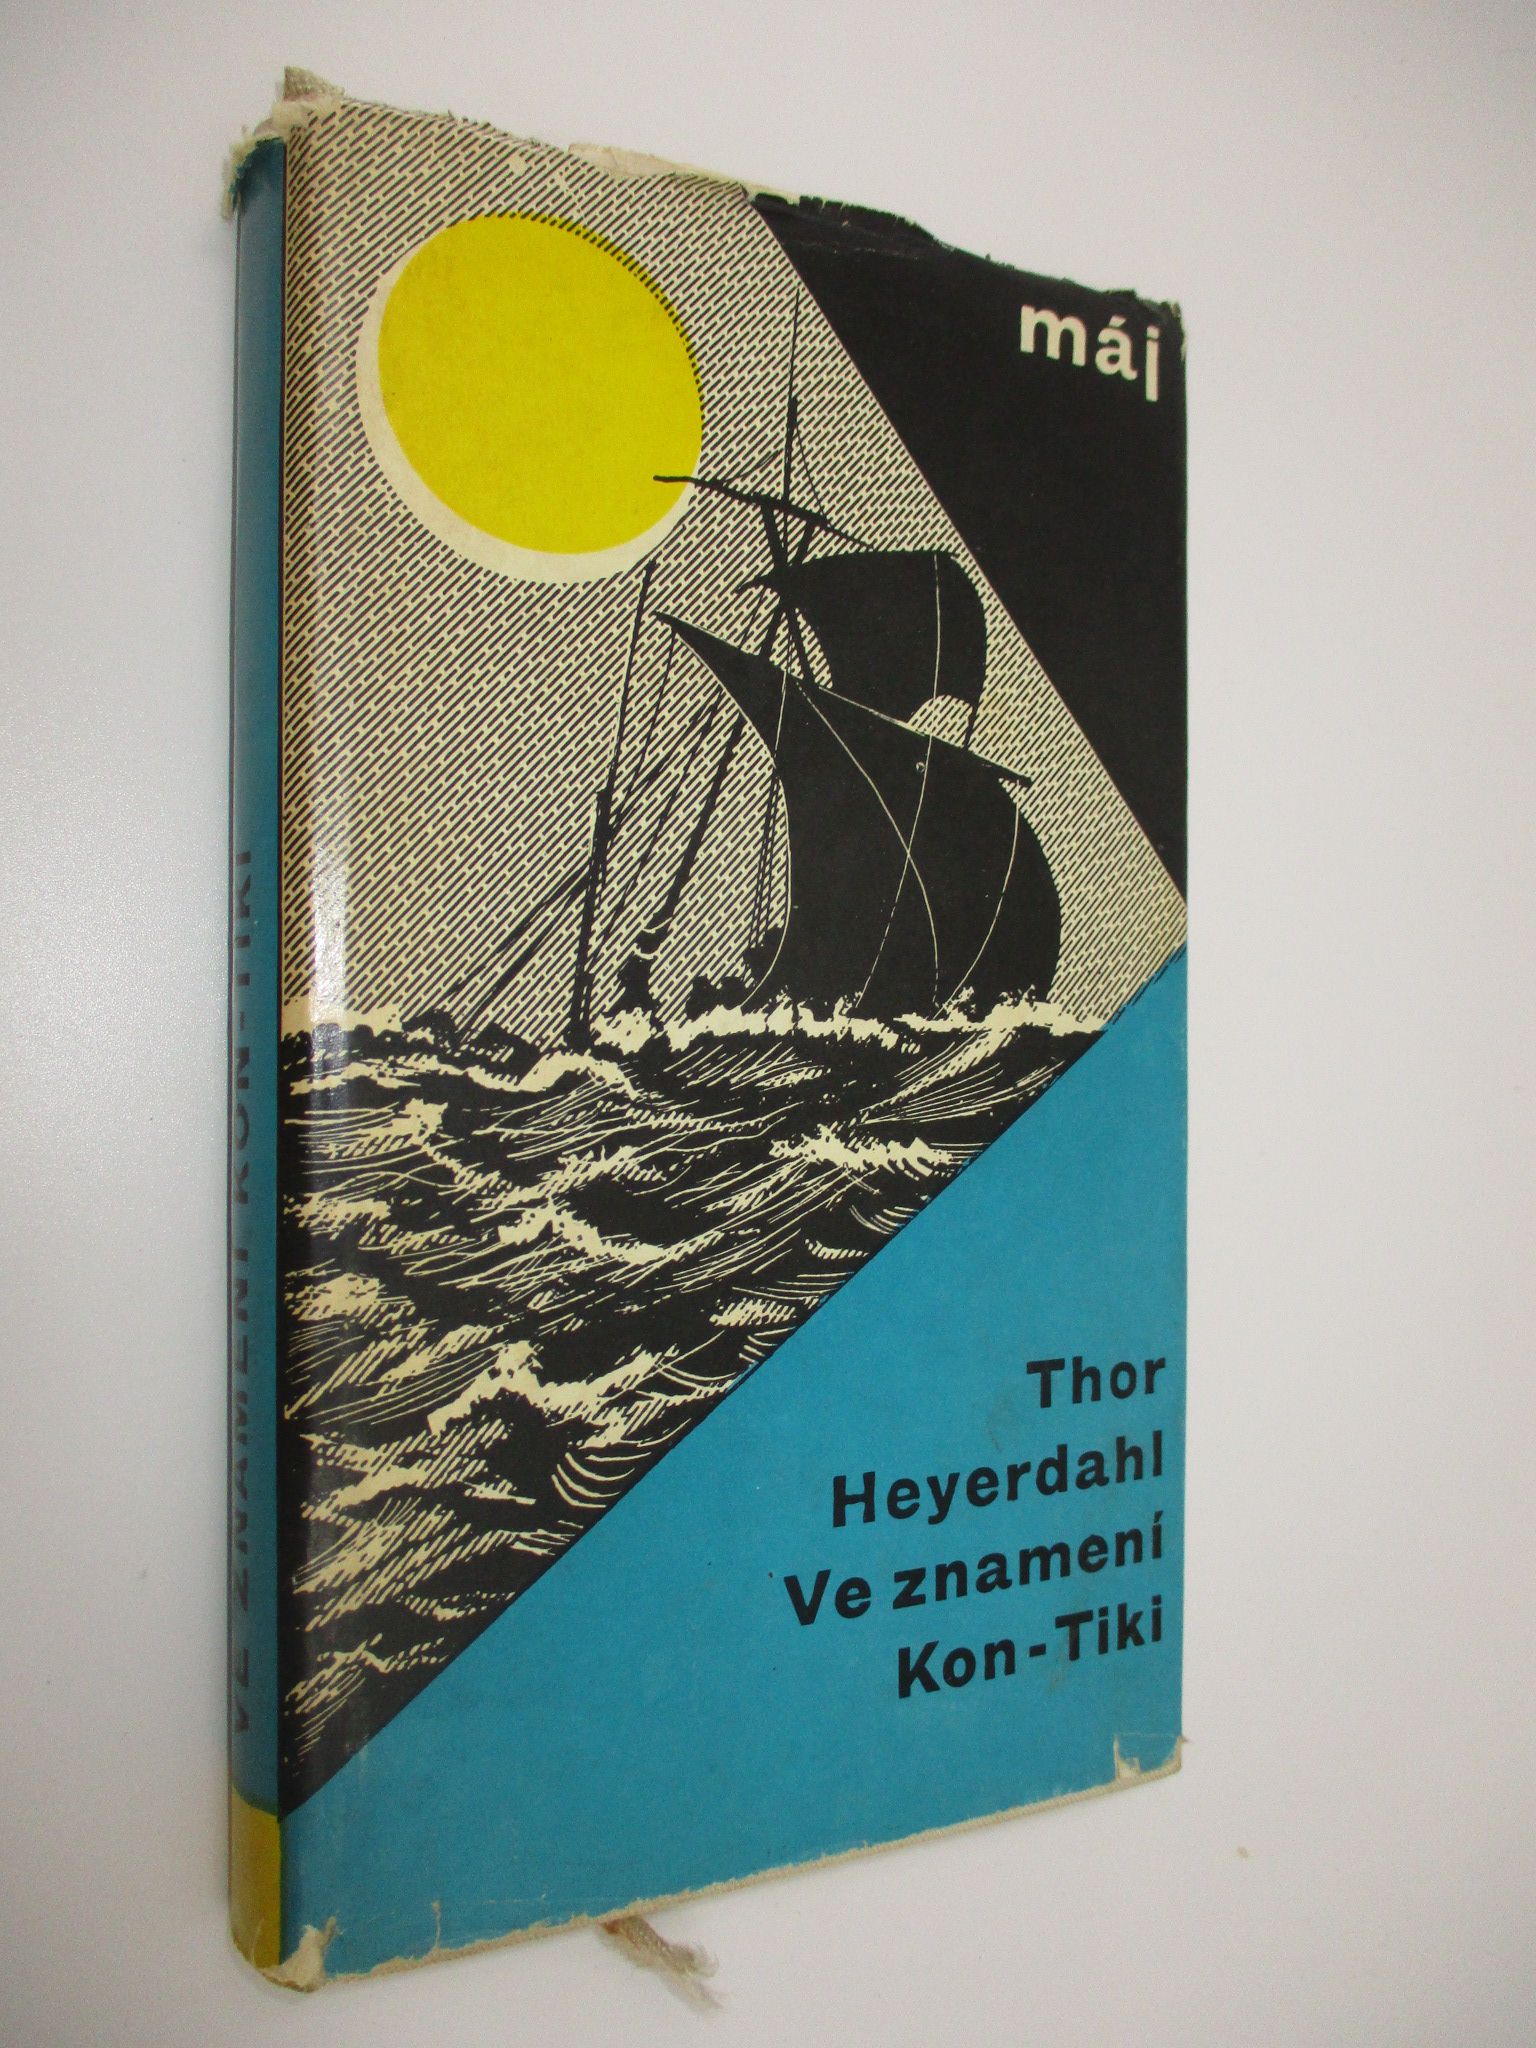 máj
Thor
Heyerdahl
Ve znamení
Kon-Tiki
VE ZNAMENÍ KON-TIKI